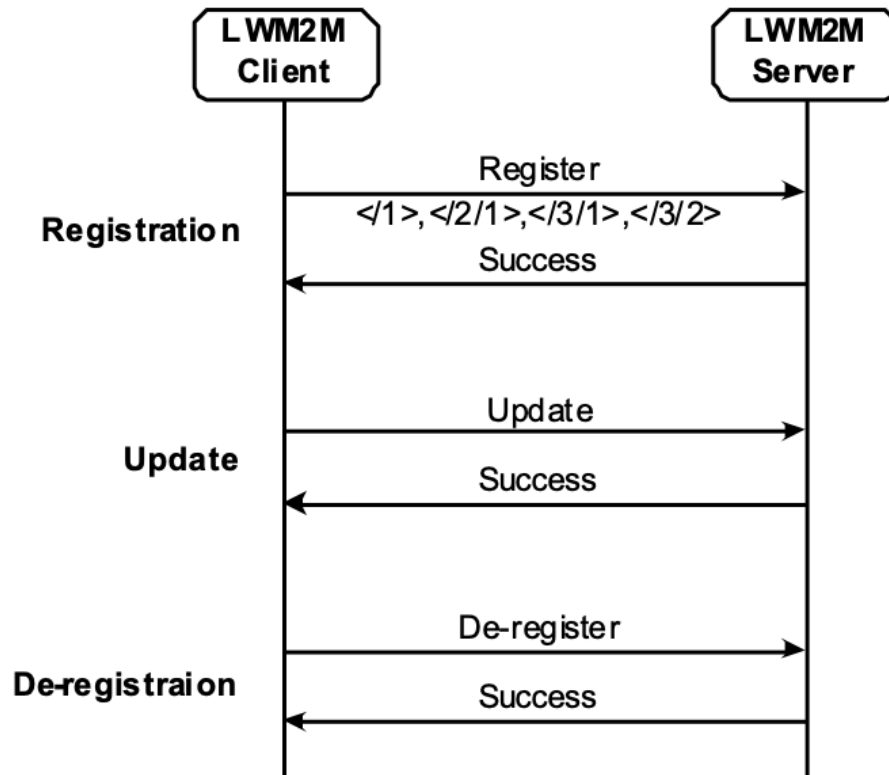 LWM2M
Client
LWM2M
Server
Register
</1>,</2/1>,</3/1>,</3/2>
Registration
Success
Update
Update
Success
De-register
De-registraion
Success